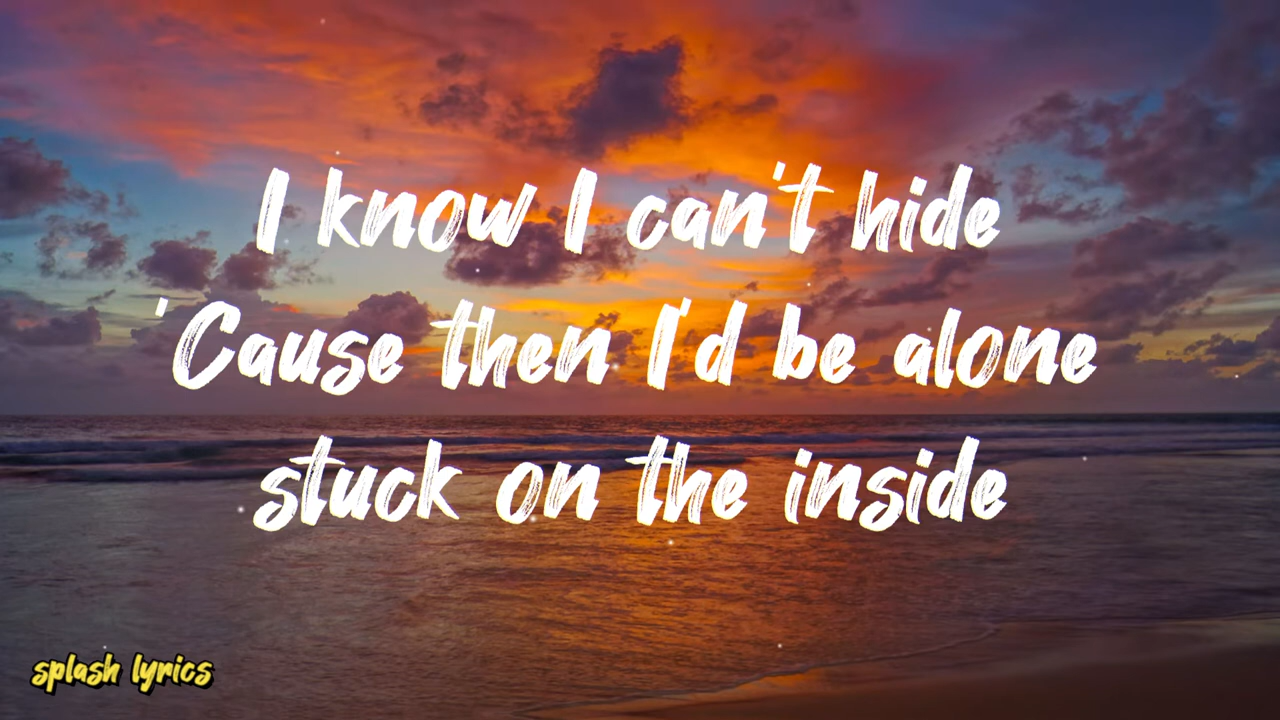 I know I can't hide
'Cause then I'd be alone
stuck on the inside
splash lyrics